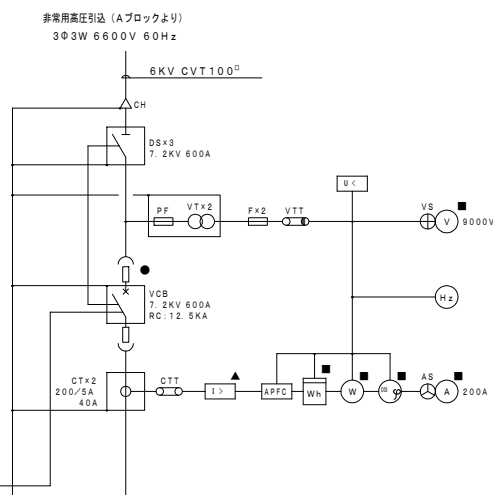 非常用高圧引込（Aブロックより）
3Φ3W 6600V 60Hz
6KV CVT100□
CH
DS×3
7.2KV 600A
U<
PF
VT×2
F×2
VTT
VS
V
9000V
Hz
VCB
7.2KV 600A
RC:12.5KA
CT×2
200/5A
40A
CTT
I>
APFC
Wh
W
COS
φ
AS
A
200A